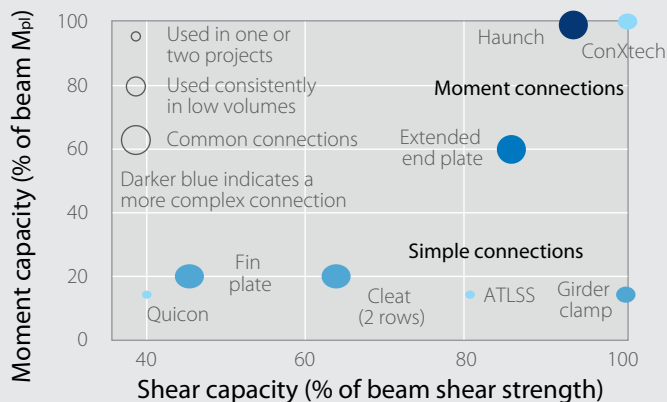 Moment capacity (% of beam Mpl)
100
80
60
40
20
0
Used in one or
two projects
Used consistently
in low volumes
Common connections
Darker blue indicates a
more complex connection
Haunch
ConXtech
Moment connections
Extended
end plate
Simple connections
Fin
plate
Quicon
Cleat
(2 rows)
ATLSS
Girder
clamp
40
60
80
100
Shear capacity (% of beam shear strength)